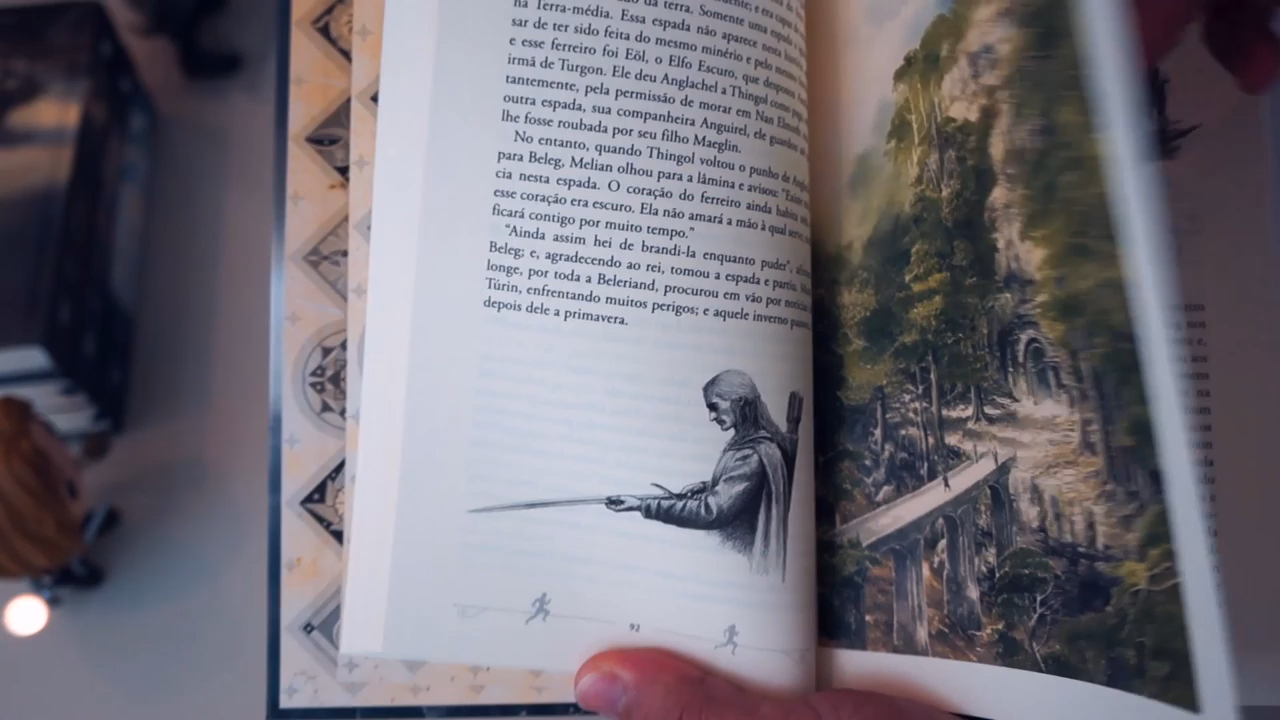 da terra. Somente uma espada
na Terra-média. Essa espada não aparece nesta
sar de ter sido feita do mesmo minério e pelo mesmo
e esse ferreiro foi Eöl, o Elfo Escuro, que desposou
irmã de Turgon. Ele deu Anglachel a Thingol como
tantemente, pela permissão de morar em Nan Elmoth
outra espada, sua companheira Anguirel, ele guardou
lhe fosse roubada por seu filho Maeglin.
No entanto, quando Thingol voltou o punho de
para Beleg, Melian olhou para a lâmina e avisou:
cia nesta espada. O coração do ferreiro ainda habita
esse coração era escuro. Ela não amará a mão à qual serve;
ficará contigo por muito tempo.”
“Ainda assim hei de brandi-la enquanto puder”,
Beleg; e, agradecendo ao rei, tomou a espada e partiu.
longe, por toda a Beleriand, procurou em vão por
Túrin, enfrentando muitos perigos; e aquele inverno
depois dele a primavera.
92